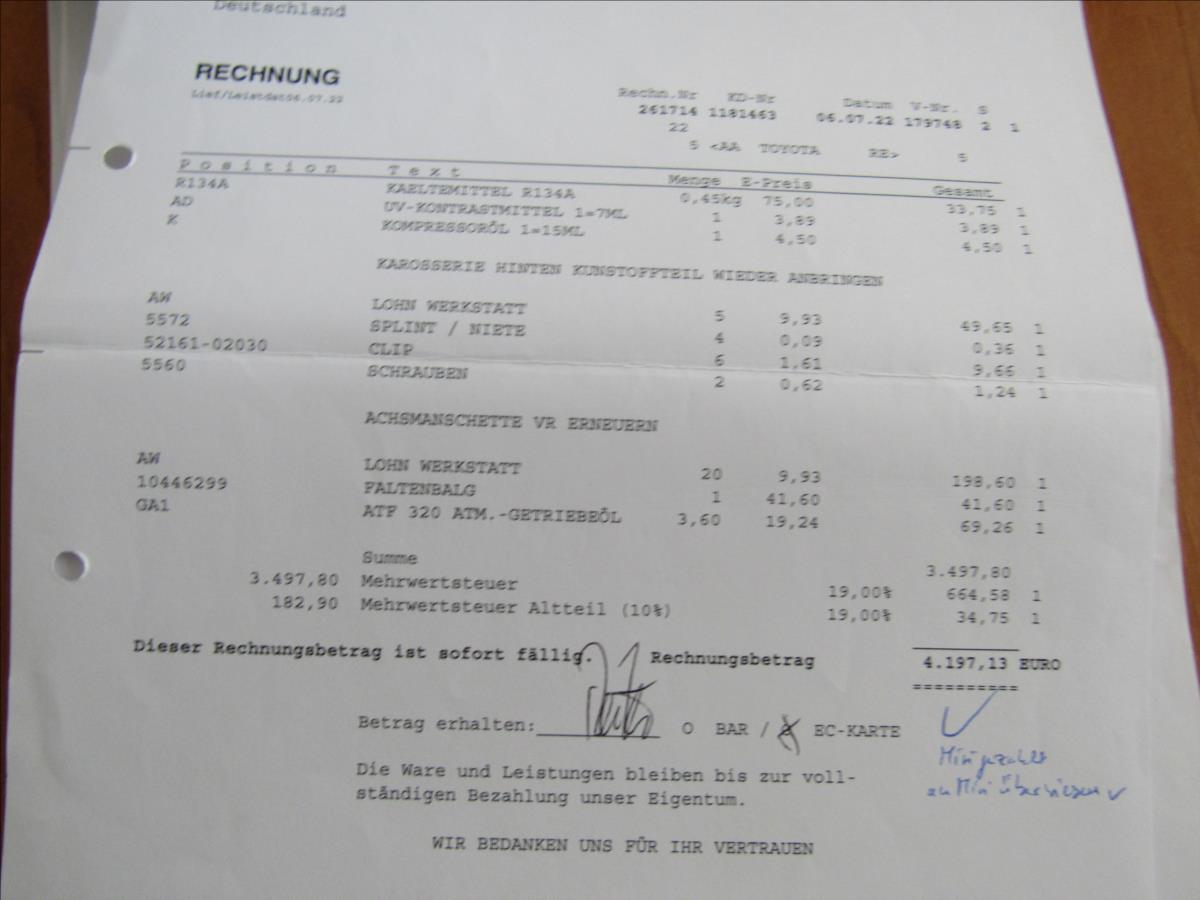 Deutschland
RECHNUNG
Lief/Leistdat06.07.22
Rechn.Nr KD-Nr Datum V-Nr. S
261714 1181463 06.07.22 179748 2 1
22
5 <AA TOYOTA RE> 5
Position Text Menge E-Preis Gesamt
R134A KAELTEMITTEL R134A 0,45kg 75,00 33,75 1
AD UV-KONTRASTMITTEL 1=7ML 1 3,89 3,89 1
K KOMPRESSORÖL 1=15ML 1 4,50 4,50 1
KAROSSERIE HINTEN KUNSTOFFTEIL WIEDER ANBRINGEN
AW LOHN WERKSTATT 5 9,93 49,65 1
5572 SPLINT / NIETE 4 0,09 0,36 1
52161-02030 CLIP 6 1,61 9,66 1
5560 SCHRAUBEN 2 0,62 1,24 1
ACHSMANSCHETTE VR ERNEUERN
AW LOHN WERKSTATT 20 9,93 198,60 1
10446299 FALTENBALG 1 41,60 41,60 1
GA1 ATF 320 ATM.-GETRIEBEÖL 3,60 19,24 69,26 1
Summe 3.497,80
3.497,80 Mehrwertsteuer 19,00% 664,58 1
182,90 Mehrwertsteuer Altteil (10%) 19,00% 34,75 1
Dieser Rechnungsbetrag ist sofort fällig. Rechnungsbetrag 4.197,13 EURO
==========
Betrag erhalten: O BAR / EC-KARTE
Mini gezahlt
an Mini überwiesen ✓
Die Ware und Leistungen bleiben bis zur voll-
ständigen Bezahlung unser Eigentum.
WIR BEDANKEN UNS FÜR IHR VERTRAUEN